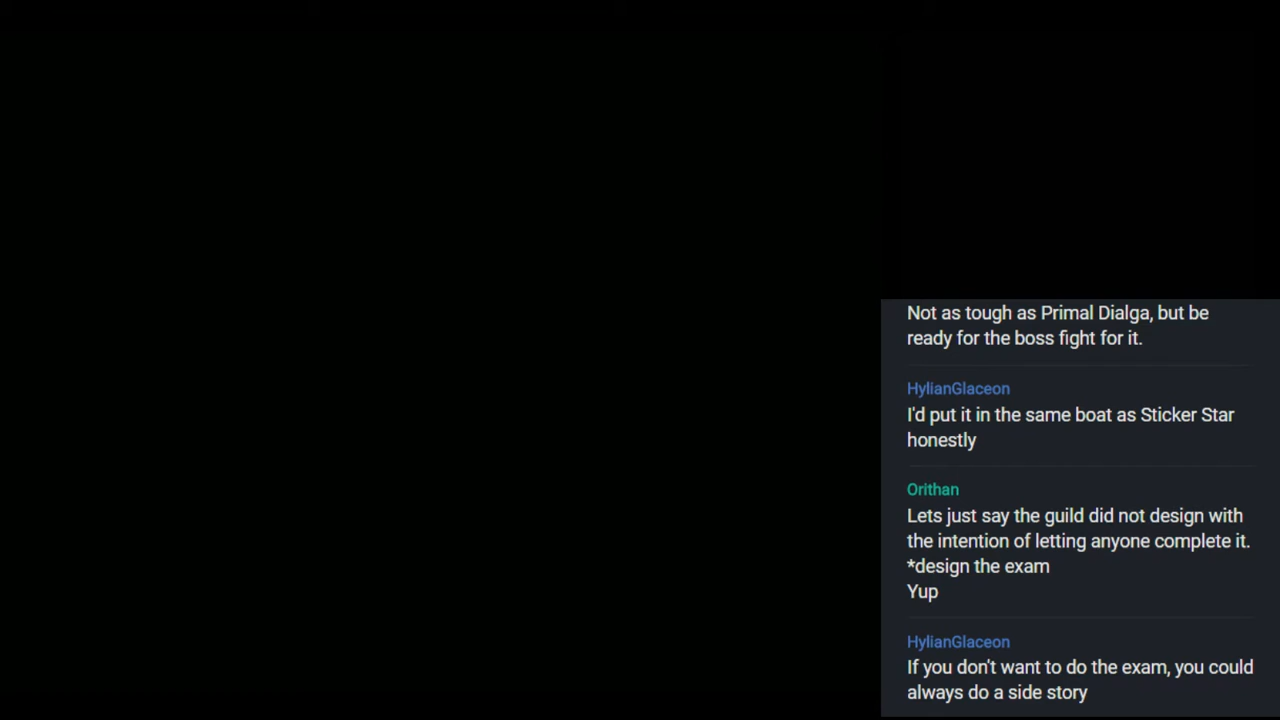 Not as tough as Primal Dialga, but be
ready for the boss fight for it.
HylianGlaceon
I'd put it in the same boat as Sticker Star
honestly
Orithan
Lets just say the guild did not design with
the intention of letting anyone complete it.
*design the exam
Yup
HylianGlaceon
If you don't want to do the exam, you could
always do a side story